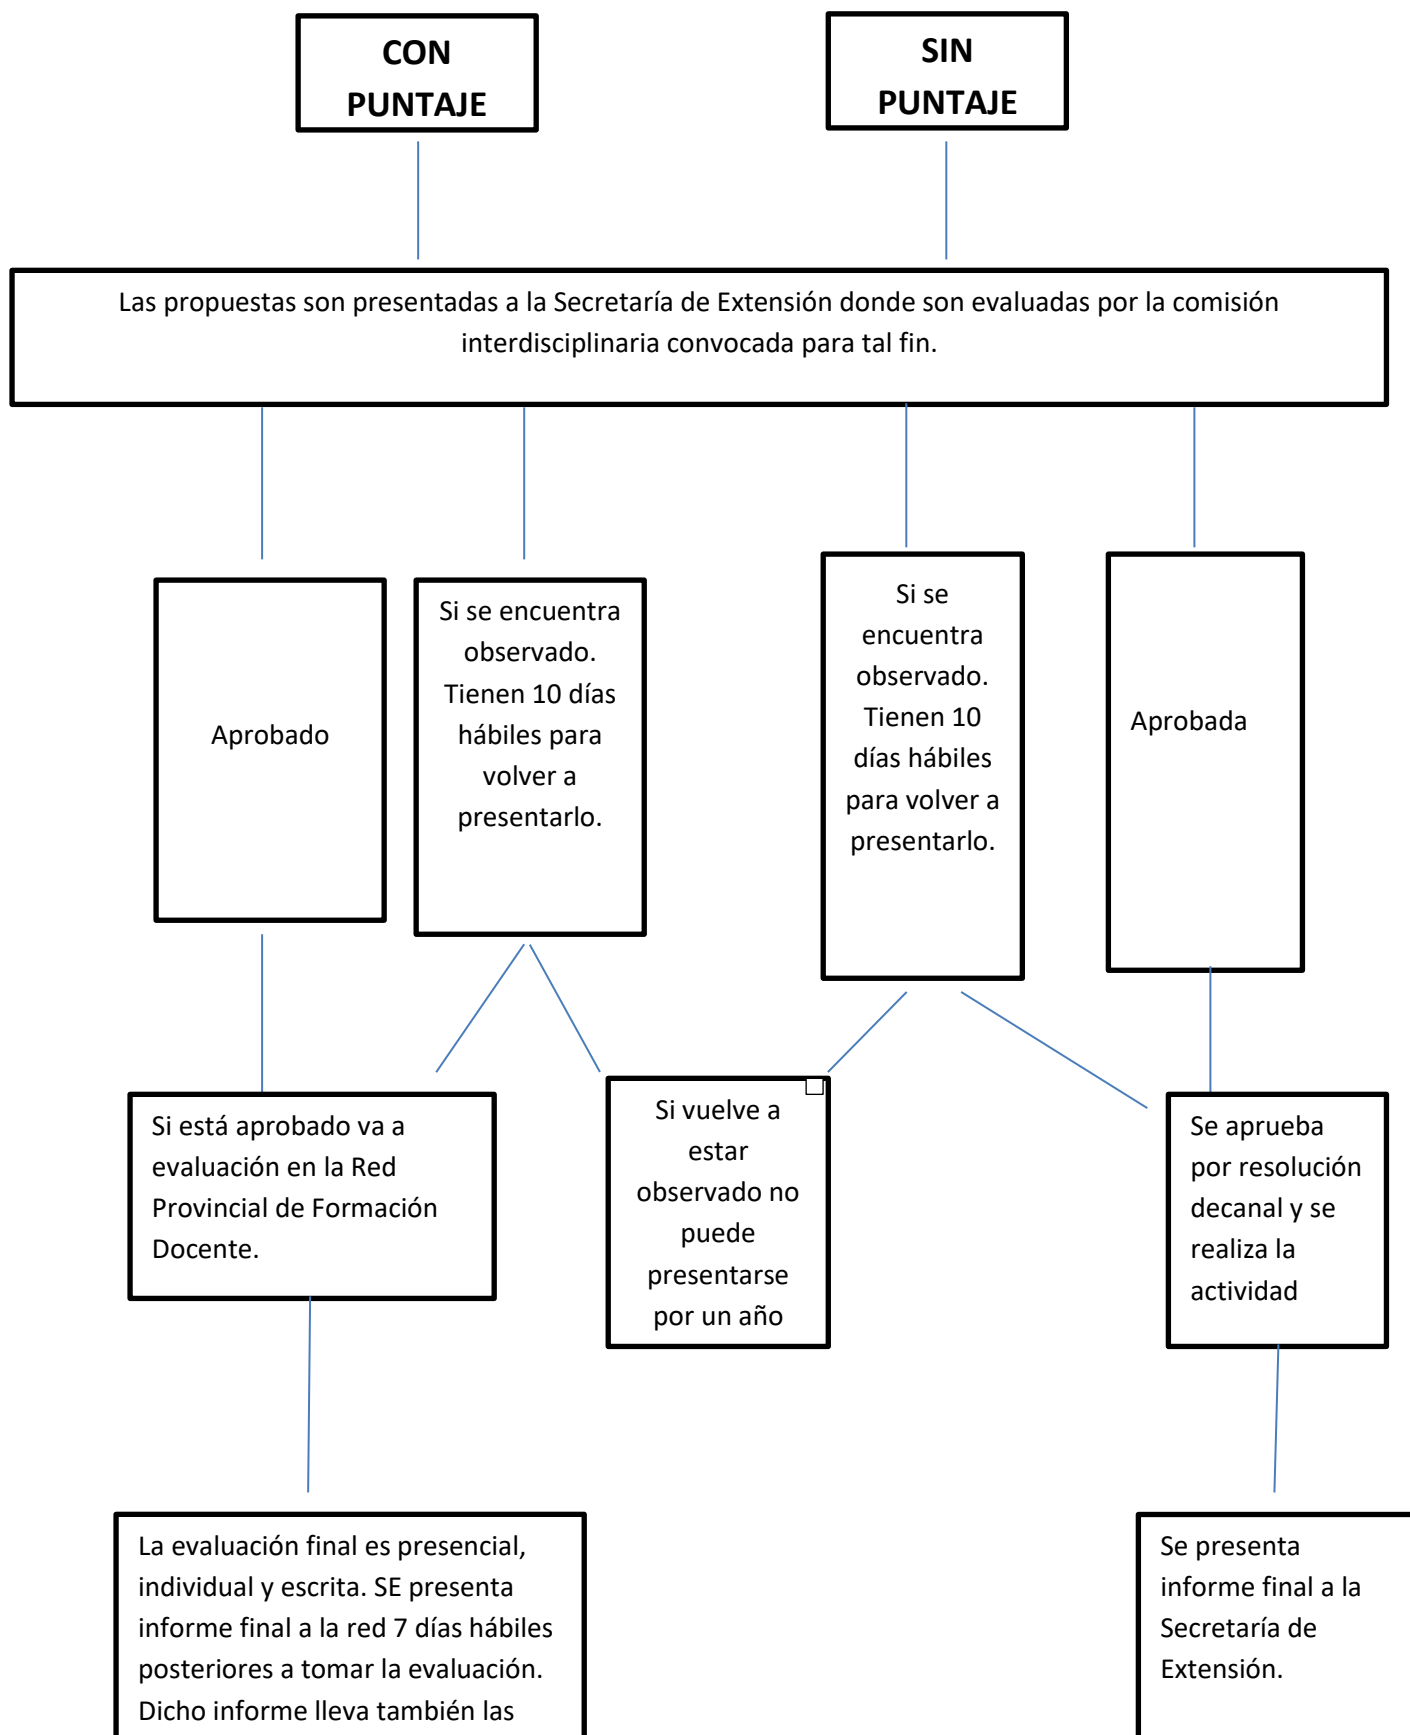 CON
PUNTAJE
SIN
PUNTAJE
Las propuestas son presentadas a la Secretaría de Extensión donde son evaluadas por la comisión
interdisciplinaria convocada para tal fin.
Aprobado
Si se encuentra
observado.
Tienen 10 días
hábiles para
volver a
presentarlo.
Si se
encuentra
observado.
Tienen 10
días hábiles
para volver a
presentarlo.
Aprobada
Si está aprobado va a
evaluación en la Red
Provincial de Formación
Docente.
Si vuelve a
estar
observado no
puede
presentarse
por un año
Se aprueba
por resolución
decanal y se
realiza la
actividad
La evaluación final es presencial,
individual y escrita. SE presenta
informe final a la red 7 días hábiles
posteriores a tomar la evaluación.
Dicho informe lleva también las
Se presenta
informe final a la
Secretaría de
Extensión.